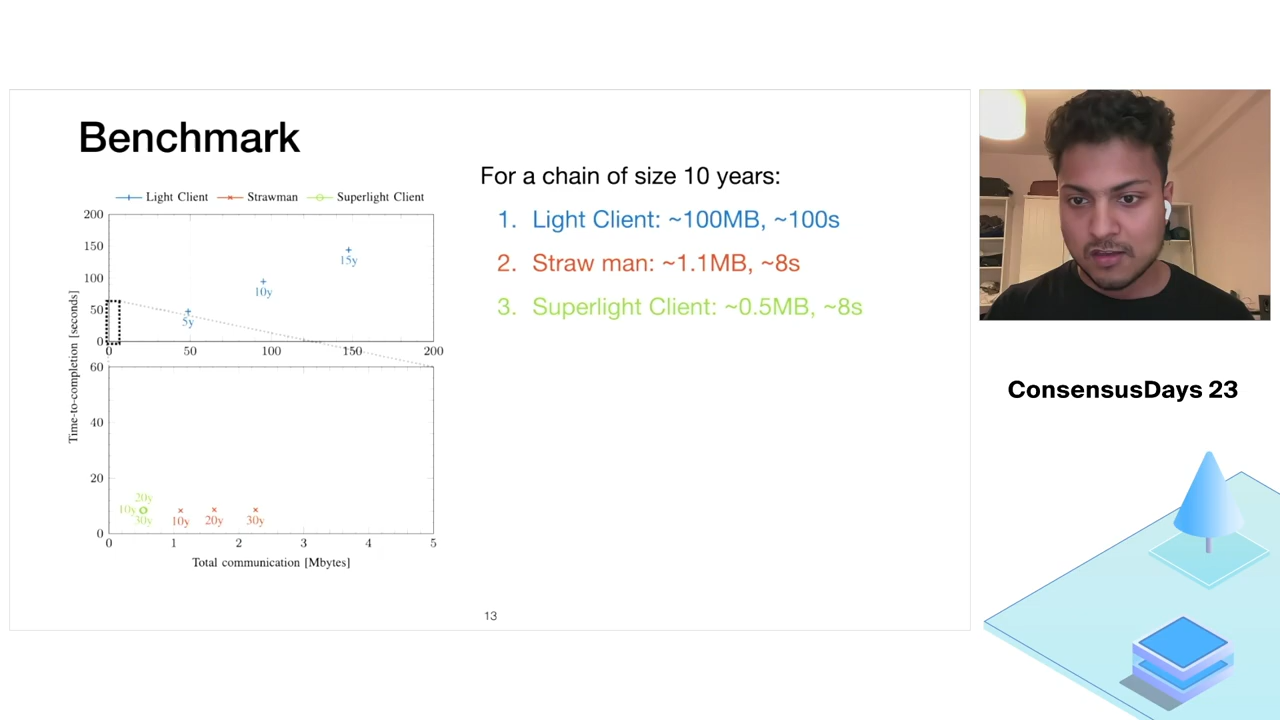 Benchmark
Light Client
Strawman
Superlight Client
200
150
100
50
0
15y
10y
5y
0
50
100
150
200
Time-to-completion [seconds]
60
40
20
0
20y
10y
30y
10y
20y
30y
0
1
2
3
4
5
Total communication [Mbytes]
For a chain of size 10 years:
1. Light Client: ~100MB, ~100s
2. Straw man: ~1.1MB, ~8s
3. Superlight Client: ~0.5MB, ~8s
13
ConsensusDays 23